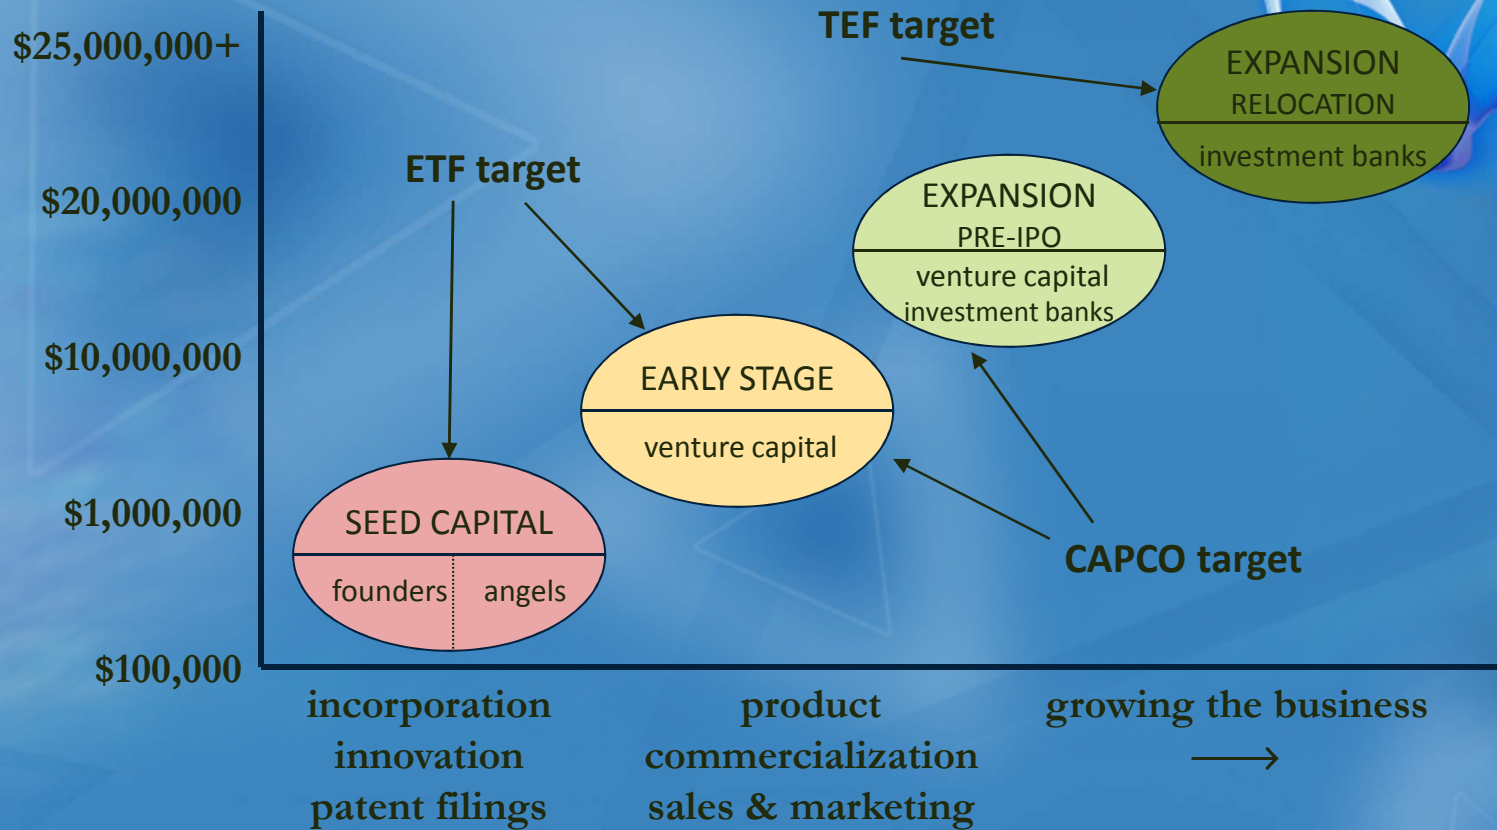 TEF target
$25,000,000+
EXPANSION
RELOCATION
investment banks
ETF target
$20,000,000
EXPANSION
PRE-IPO
venture capital
investment banks
$10,000,000
EARLY STAGE
venture capital
$1,000,000
SEED CAPITAL
founders angels
CAPCO target
$100,000
incorporation
innovation
patent filings
product
commercialization
sales & marketing
growing the business